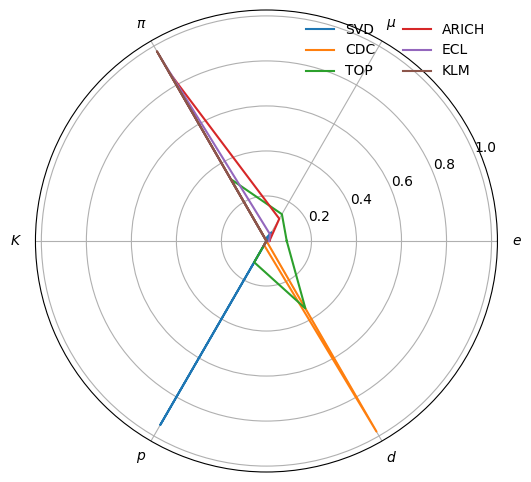 π
μ
SVD ARICH
CDC ECL
TOP KLM
1.0
0.8
0.6
0.4
0.2
K
e
p
d